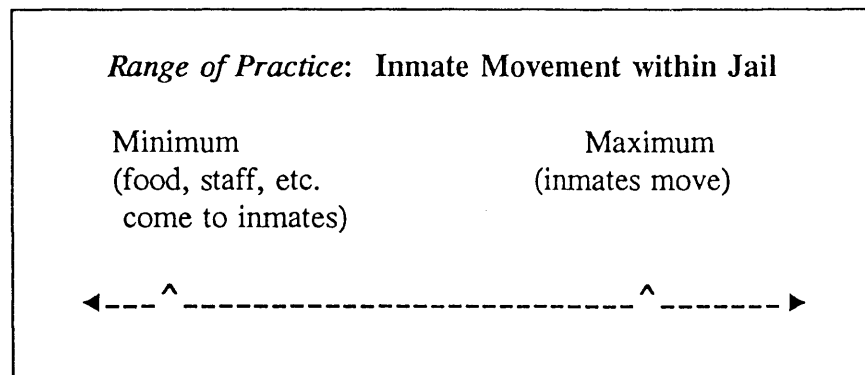 Range of Practice: Inmate Movement within Jail
Minimum Maximum
(food, staff, etc. (inmates move)
come to inmates)
◄---^---------------------------^-------►